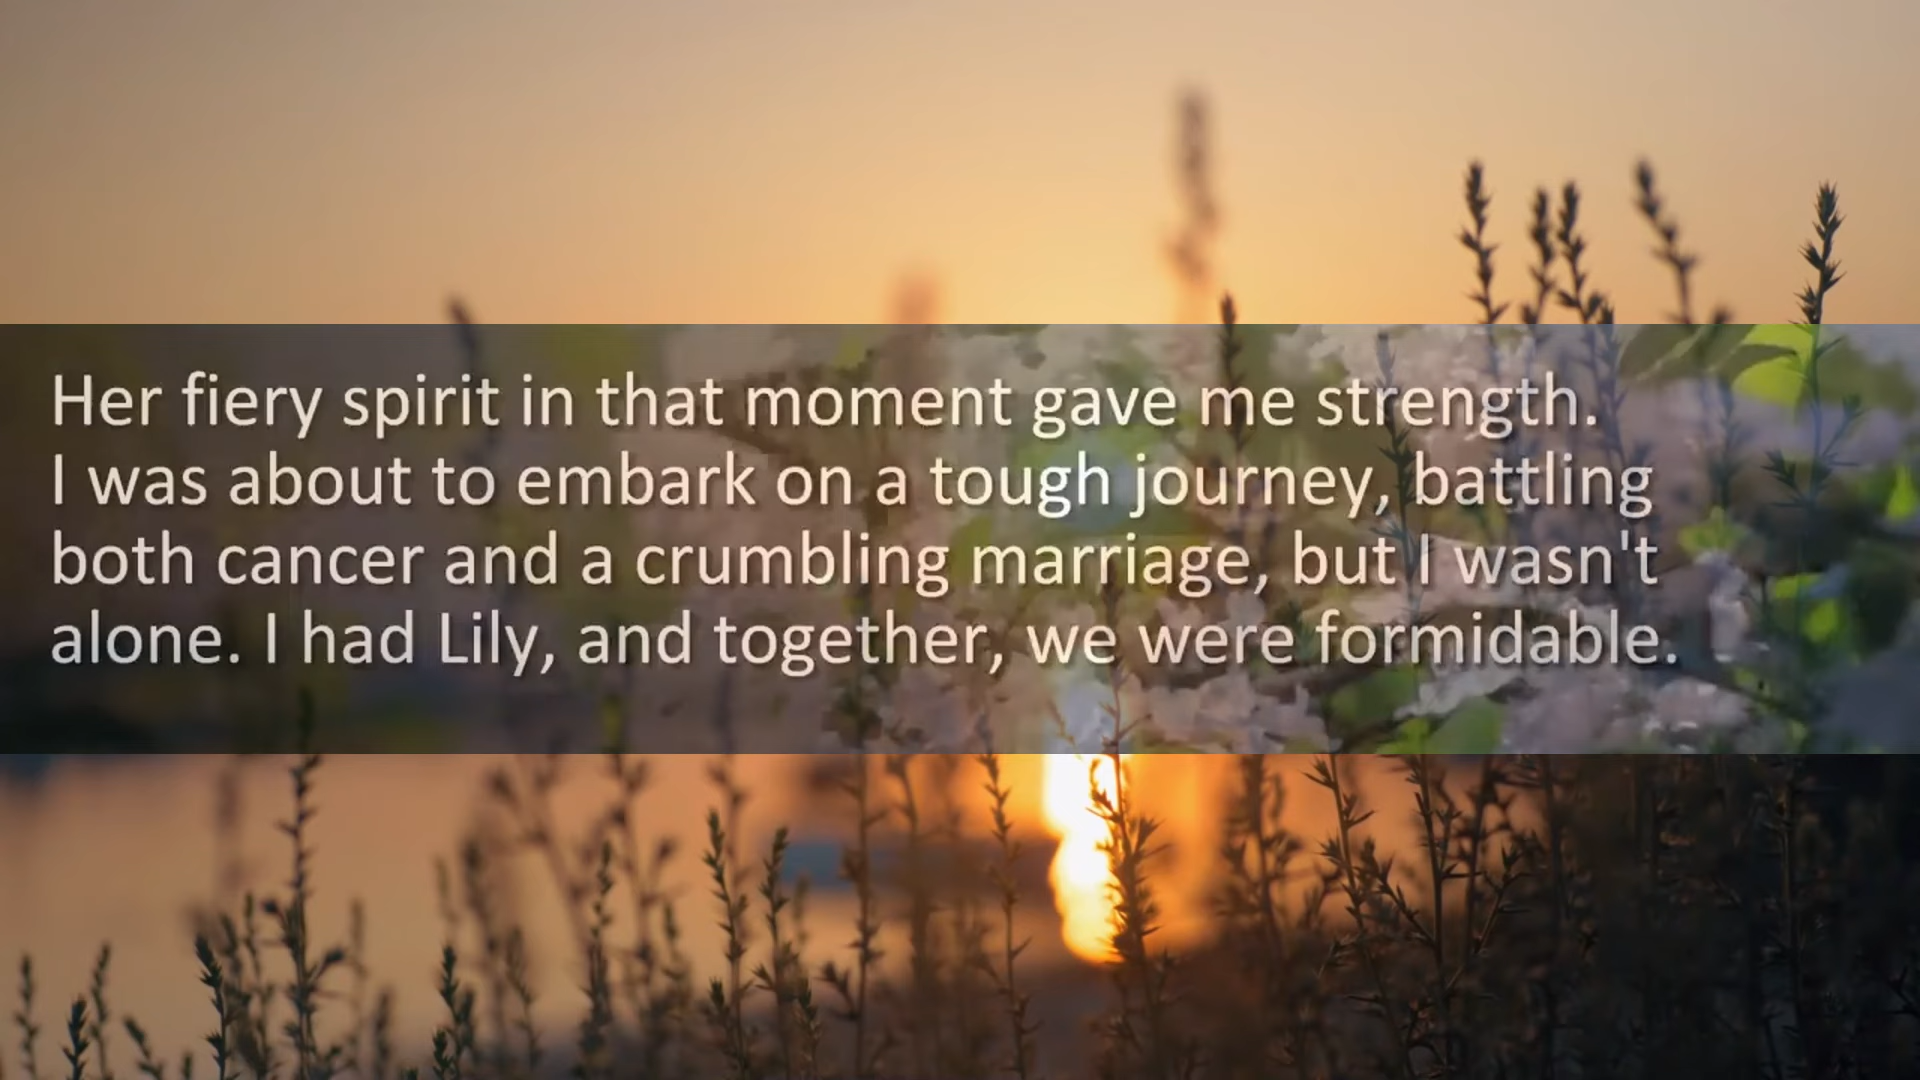 Her fiery spirit in that moment gave me strength.
I was about to embark on a tough journey, battling
both cancer and a crumbling marriage, but I wasn't
alone. I had Lily, and together, we were formidable.